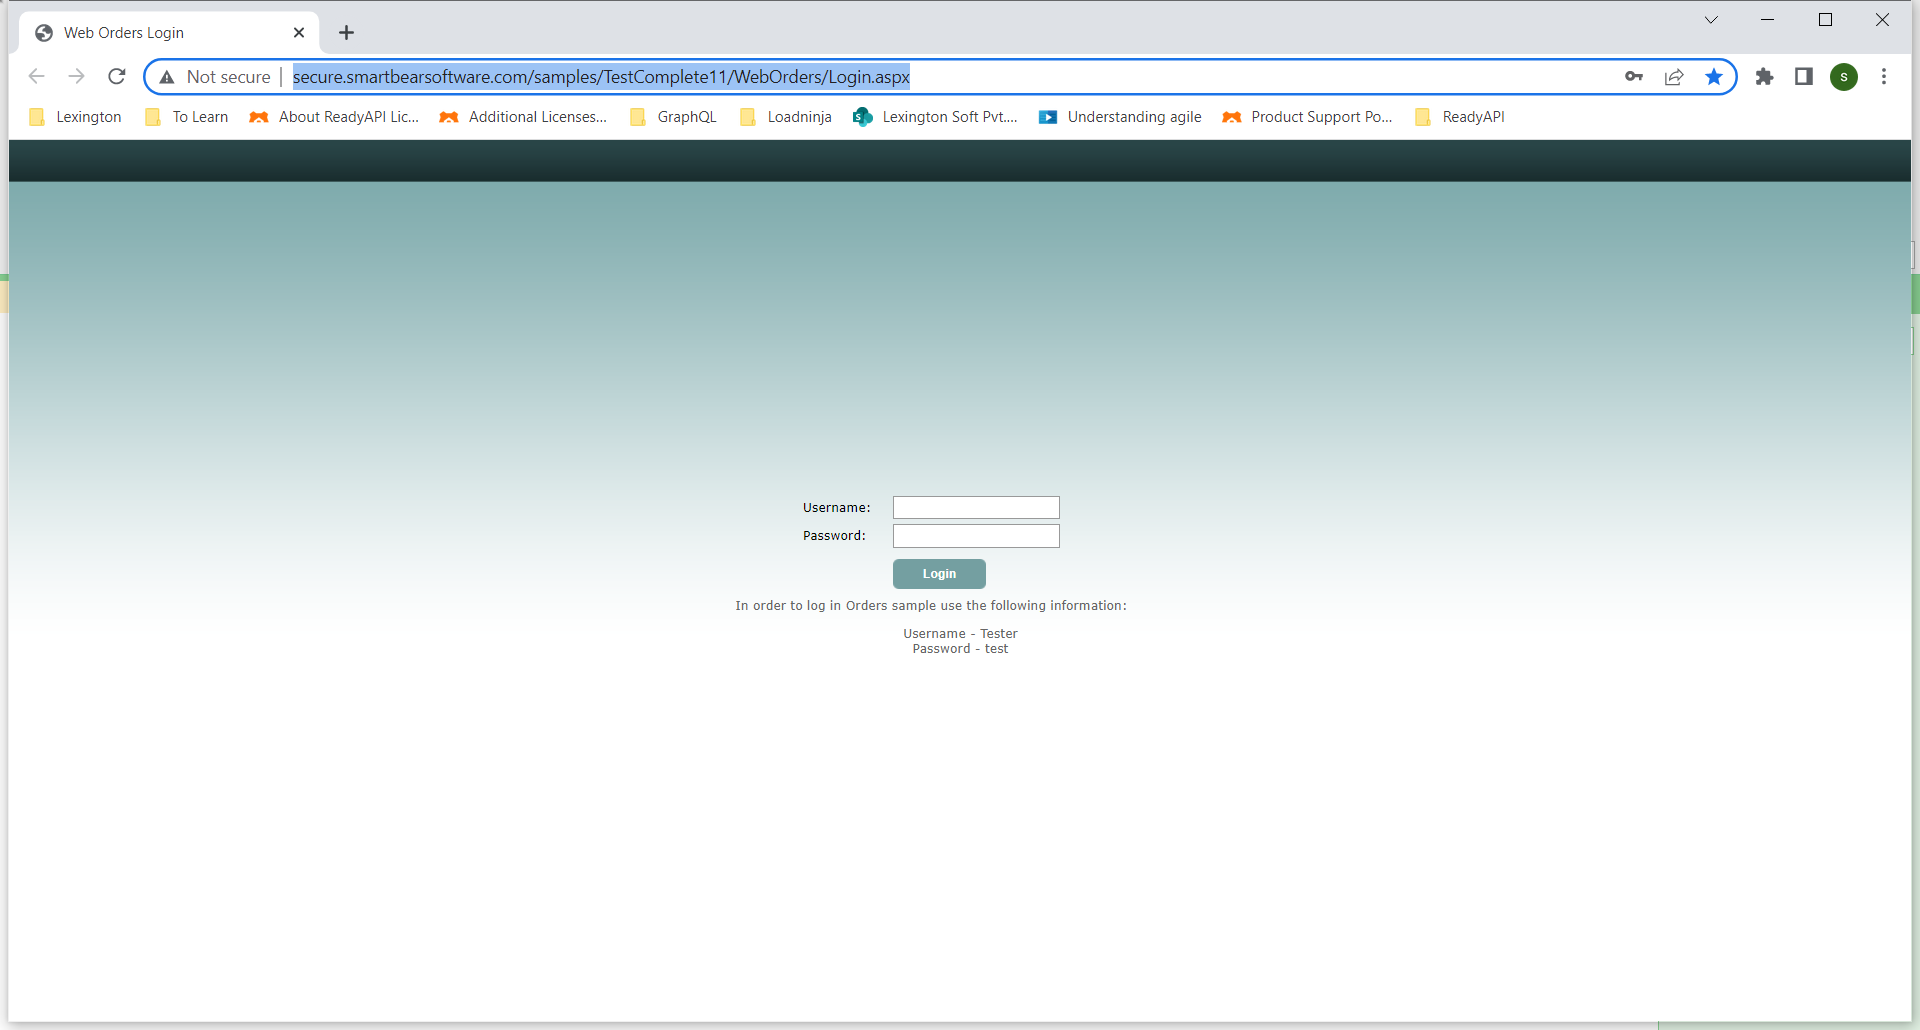 Web Orders Login
Not secure | secure.smartbearsoftware.com/samples/TestComplete11/WebOrders/Login.aspx
S
Lexington To Learn About ReadyAPI Lic... Additional Licenses... GraphQL Loadninja Lexington Soft Pvt.... Understanding agile Product Support Po... ReadyAPI
Username:
Password:
Login
In order to log in Orders sample use the following information:
Username - Tester
Password - test